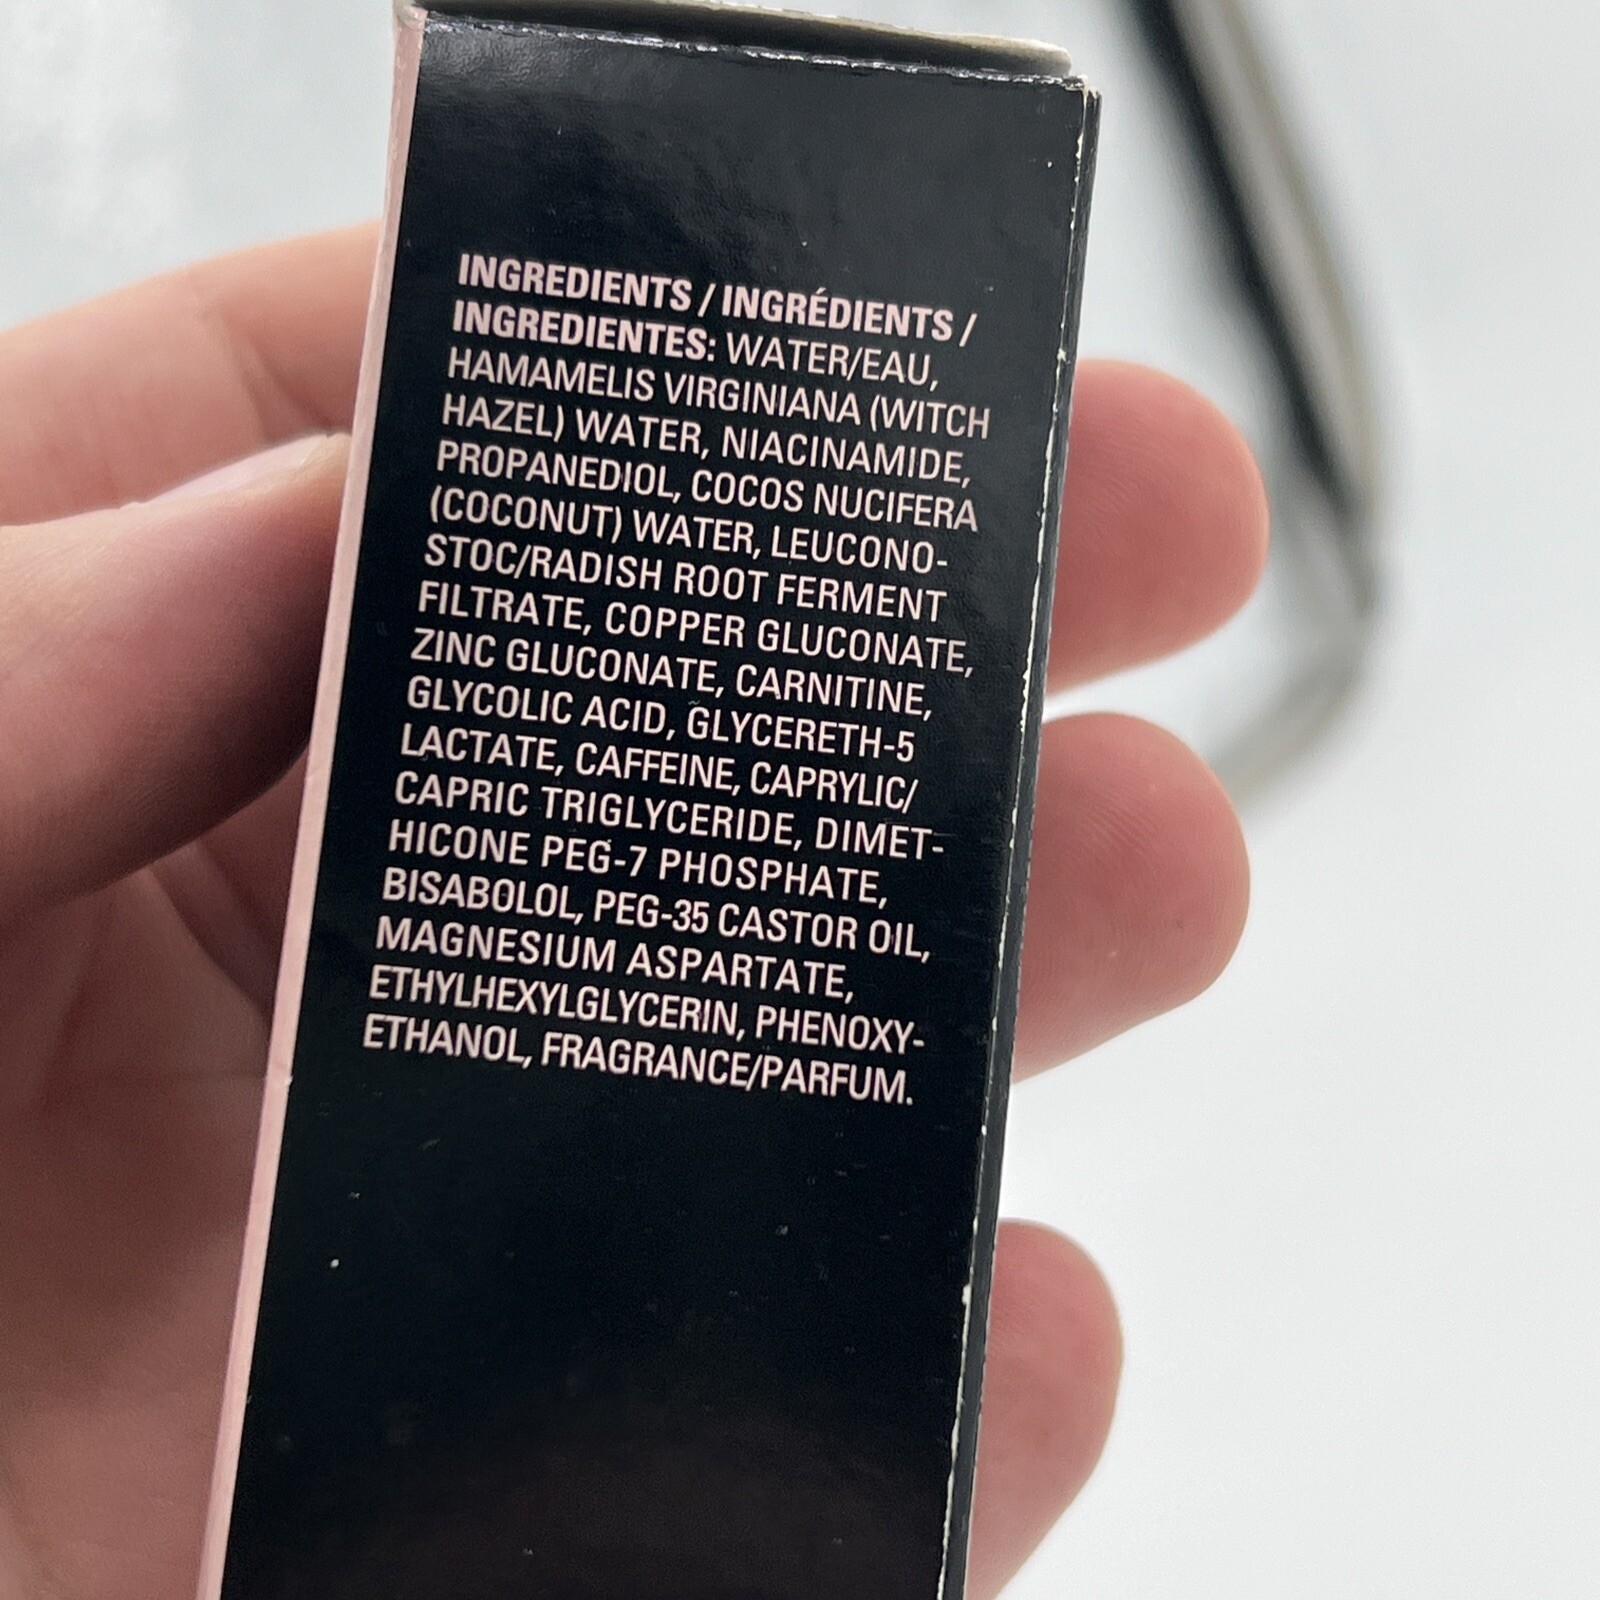 INGREDIENTS / INGRÉDIENTS /
INGREDIENTES: WATER/EAU,
HAMAMELIS VIRGINIANA (WITCH
HAZEL) WATER, NIACINAMIDE,
PROPANEDIOL, COCOS NUCIFERA
(COCONUT) WATER, LEUCONO-
STOC/RADISH ROOT FERMENT
FILTRATE, COPPER GLUCONATE,
ZINC GLUCONATE, CARNITINE,
GLYCOLIC ACID, GLYCERETH-5
LACTATE, CAFFEINE, CAPRYLIC/
CAPRIC TRIGLYCERIDE, DIMET-
HICONE PEG-7 PHOSPHATE,
BISABOLOL, PEG-35 CASTOR OIL,
MAGNESIUM ASPARTATE,
ETHYLHEXYLGLYCERIN, PHENOXY-
ETHANOL, FRAGRANCE/PARFUM.